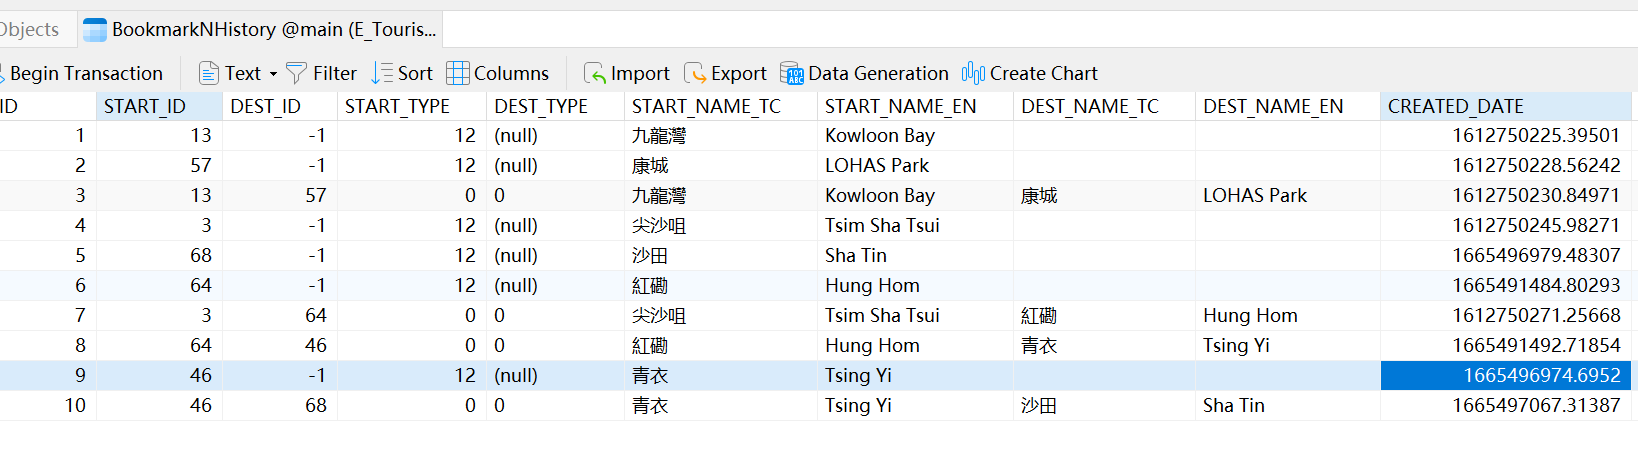 Objects BookmarkNHistory @main (E_Touris...
Begin Transaction Text Filter Sort Columns Import Export Data Generation Create Chart
ID START_ID DEST_ID START_TYPE DEST_TYPE START_NAME_TC START_NAME_EN DEST_NAME_TC DEST_NAME_EN CREATED_DATE
1 13 -1 12 (null) 九龍灣 Kowloon Bay 1612750225.39501
2 57 -1 12 (null) 康城 LOHAS Park 1612750228.56242
3 13 57 0 0 九龍灣 Kowloon Bay 康城 LOHAS Park 1612750230.84971
4 3 -1 12 (null) 尖沙咀 Tsim Sha Tsui 1612750245.98271
5 68 -1 12 (null) 沙田 Sha Tin 1665496979.48307
6 64 -1 12 (null) 紅磡 Hung Hom 1665491484.80293
7 3 64 0 0 尖沙咀 Tsim Sha Tsui 紅磡 Hung Hom 1612750271.25668
8 64 46 0 0 紅磡 Hung Hom 青衣 Tsing Yi 1665491492.71854
9 46 -1 12 (null) 青衣 Tsing Yi 1665496974.6952
10 46 68 0 0 青衣 Tsing Yi 沙田 Sha Tin 1665497067.31387